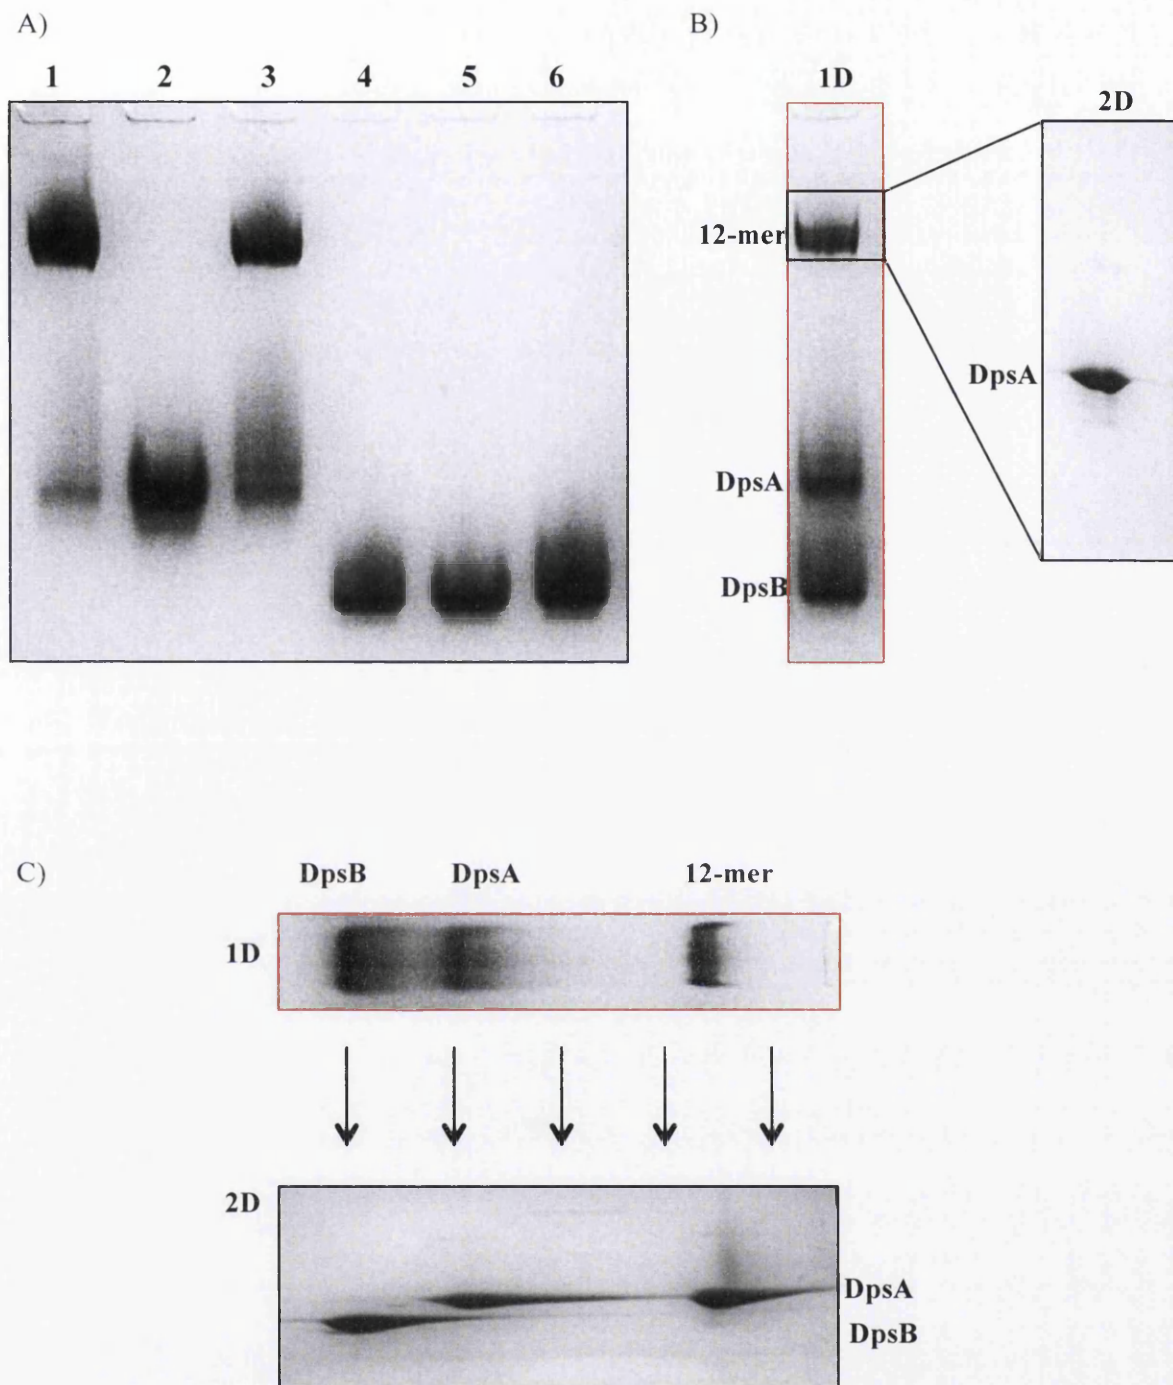 A)
1 2 3 4 5 6
B)
1D
2D
12-mer
DpsA
DpsA
DpsB
C)
DpsB DpsA 12-mer
1D
2D
DpsA
DpsB